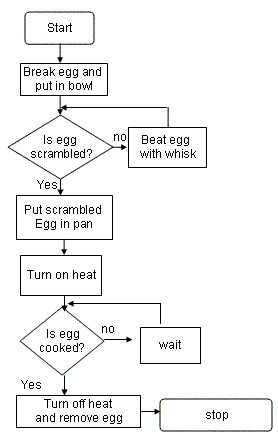 Start
Break egg and
put in bowl
Is egg
scrambled?
no
Beat egg
with whisk
Yes
Put scrambled
Egg in pan
Turn on heat
Is egg
cooked?
no
wait
Yes
Turn off heat
and remove egg
stop